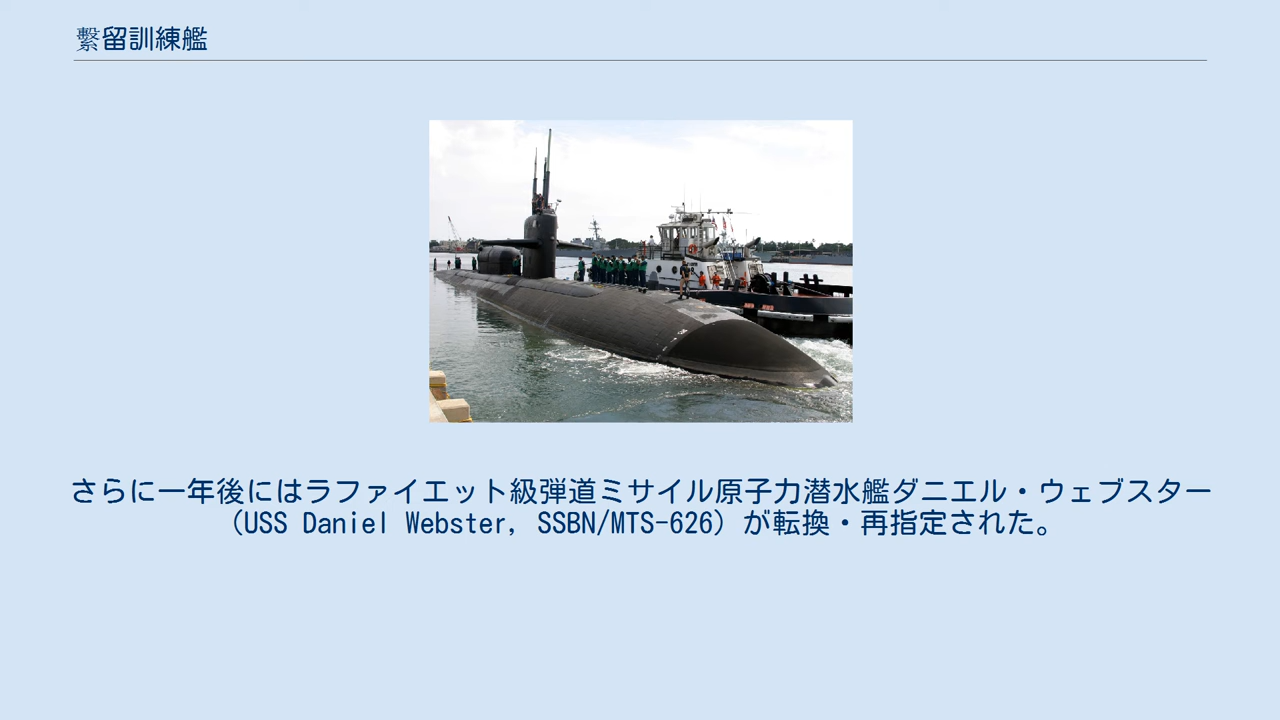 繫留訓練艦
さらに一年後にはラファイエット級弾道ミサイル原子力潜水艦ダニエル・ウェブスター
（USS Daniel Webster, SSBN/MTS-626）が転換・再指定された。